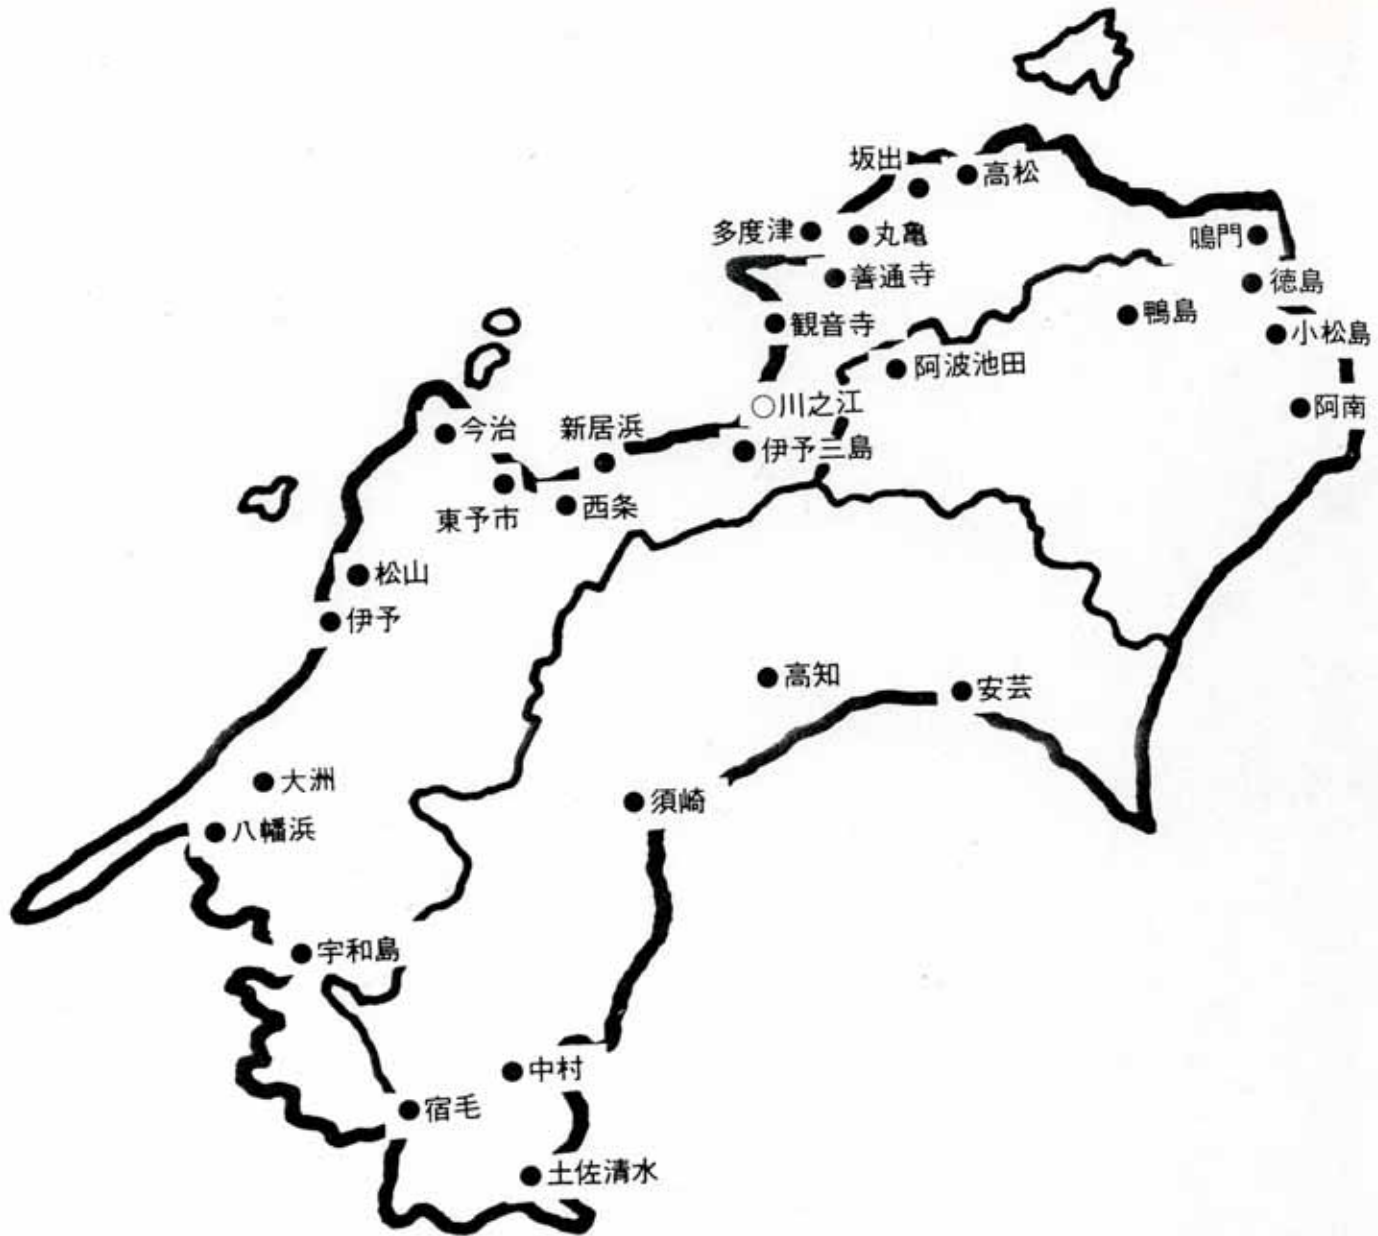 坂出
高松
多度津
丸亀
鳴門
善通寺
徳島
観音寺
鴨島
小松島
阿波池田
川之江
阿南
今治
新居浜
伊予三島
東予市
西条
松山
伊予
高知
安芸
大洲
須崎
八幡浜
宇和島
中村
宿毛
土佐清水